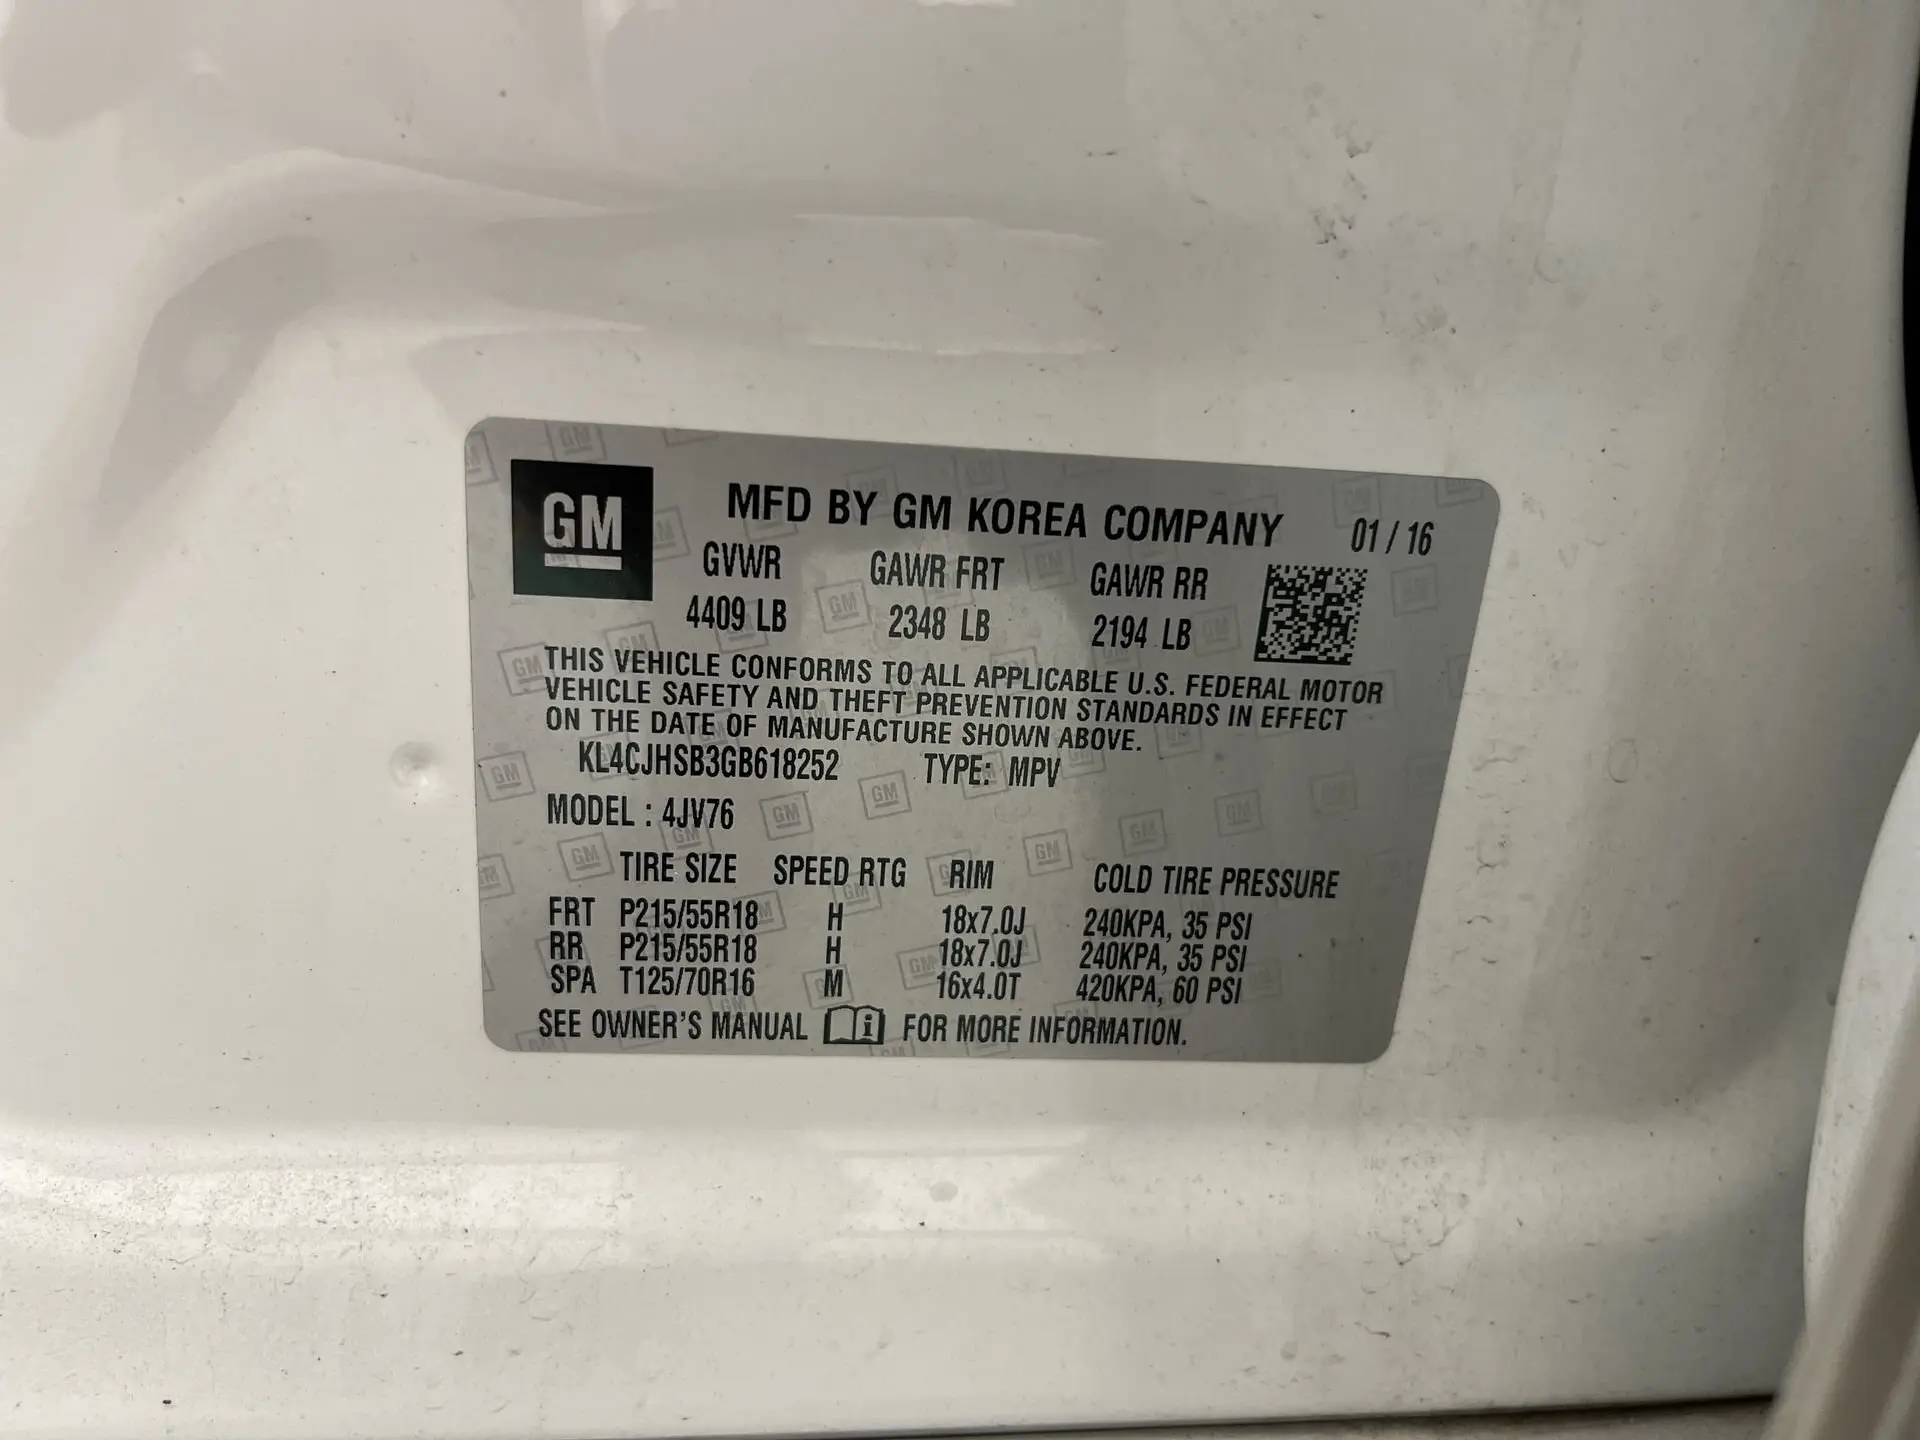 GM
MFD BY GM KOREA COMPANY 01 / 16
GVWR GAWR FRT GAWR RR
4409 LB 2348 LB 2194 LB
THIS VEHICLE CONFORMS TO ALL APPLICABLE U.S. FEDERAL MOTOR
VEHICLE SAFETY AND THEFT PREVENTION STANDARDS IN EFFECT
ON THE DATE OF MANUFACTURE SHOWN ABOVE.
KL4CJHSB3GB618252 TYPE: MPV
MODEL : 4JV76
TIRE SIZE SPEED RTG RIM COLD TIRE PRESSURE
FRT P215/55R18 H 18x7.0J 240KPA, 35 PSI
RR P215/55R18 H 18x7.0J 240KPA, 35 PSI
SPA T125/70R16 M 16x4.0T 420KPA, 60 PSI
SEE OWNER'S MANUAL i FOR MORE INFORMATION.